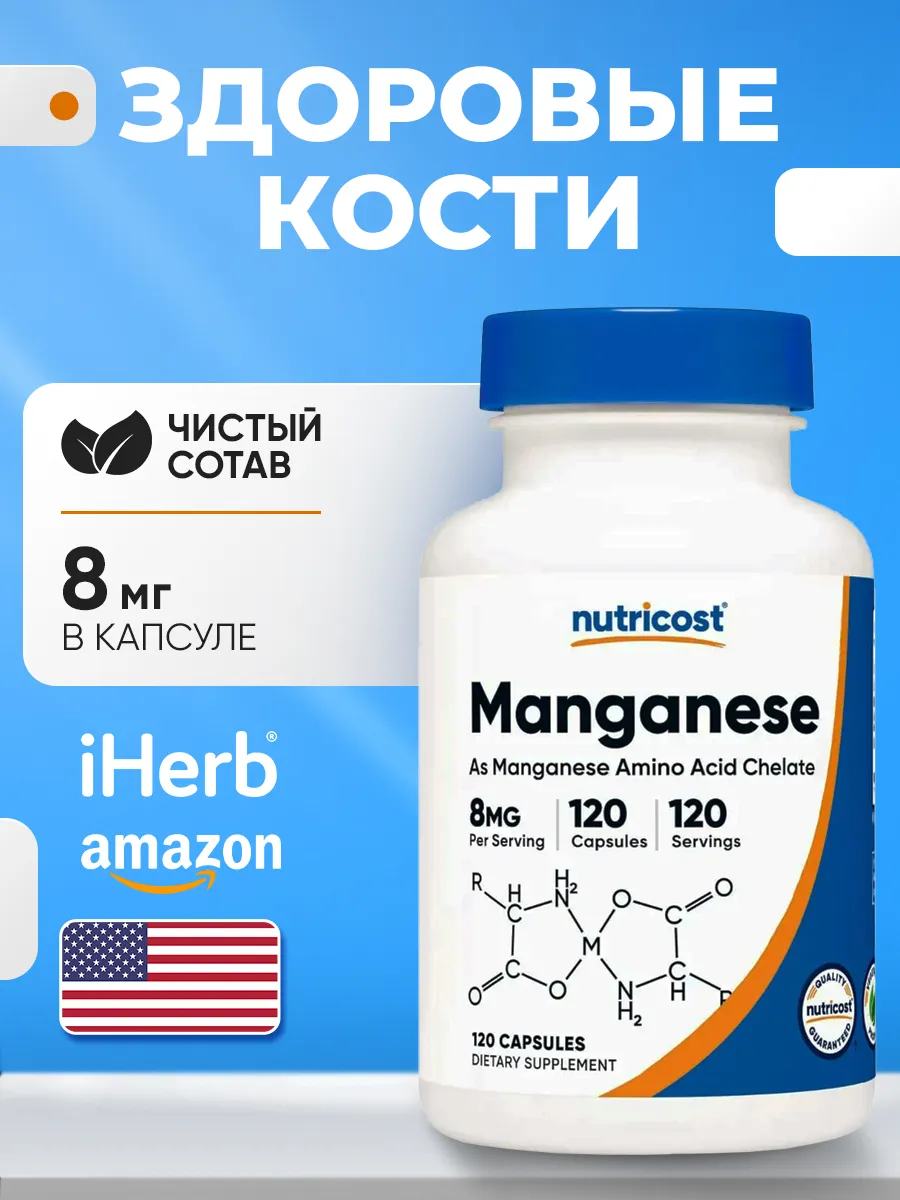 ЗДОРОВЫЕ
КОСТИ
ЧИСТЫЙ
СОТАВ
8 мг
В КАПСУЛЕ
iHerb®
amazon
nutricost®
Manganese
As Manganese Amino Acid Chelate
8MG
Per Serving
120
Capsules
120
Servings
R
H
H2
N
O
O
C
C
M
C
C
O
O
N
H2
H
R
120 CAPSULES
DIETARY SUPPLEMENT
QUALITY
nutricost
GUARANTEED